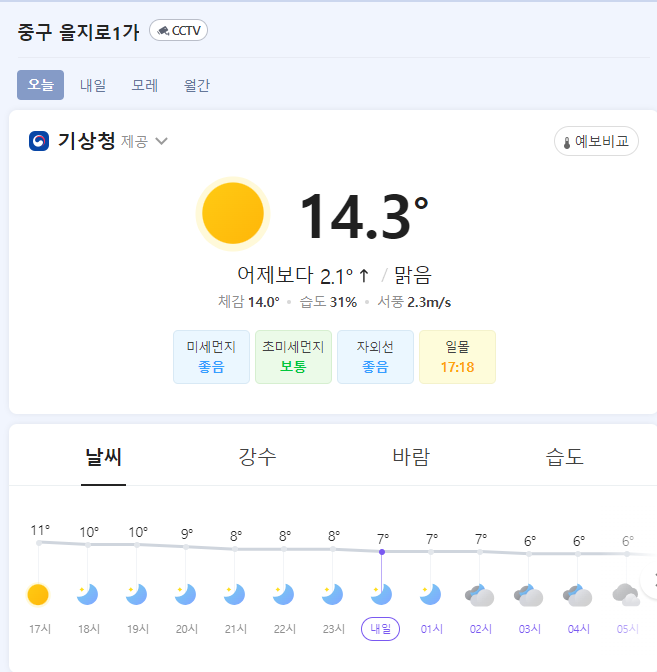 중구 을지로1가 CCTV
오늘 내일 모레 월간
기상청 제공 예보비교
14.3°
어제보다 2.1° ↑ / 맑음
체감 14.0° • 습도 31% • 서풍 2.3m/s
미세먼지 초미세먼지 자외선 일몰
좋음 보통 좋음 17:18
날씨 강수 바람 습도
11° 10° 10° 9° 8° 8° 8° 7° 7° 7° 6° 6° 6°
17시 18시 19시 20시 21시 22시 23시 내일 01시 02시 03시 04시 05시